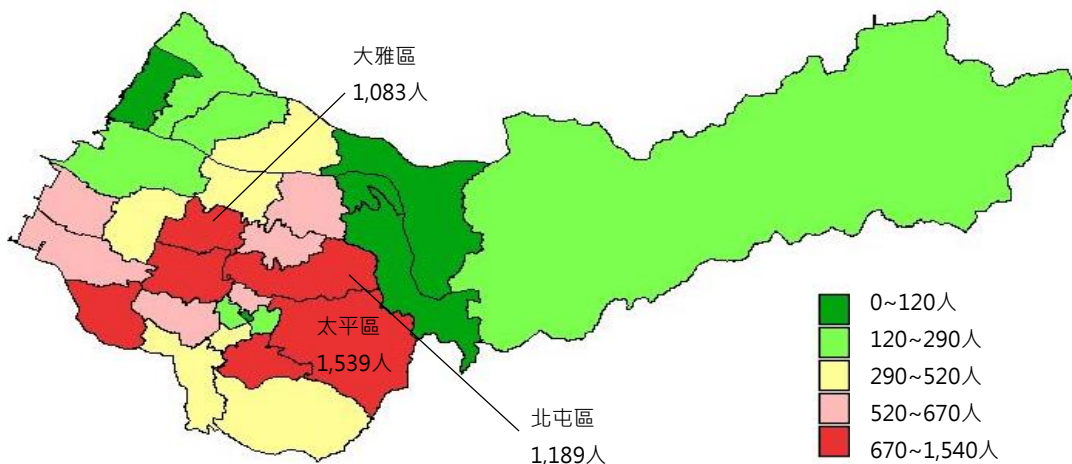 大雅區
1,083人
太平區
1,539人
北屯區
1,189人
0~120人
120~290人
290~520人
520~670人
670~1,540人